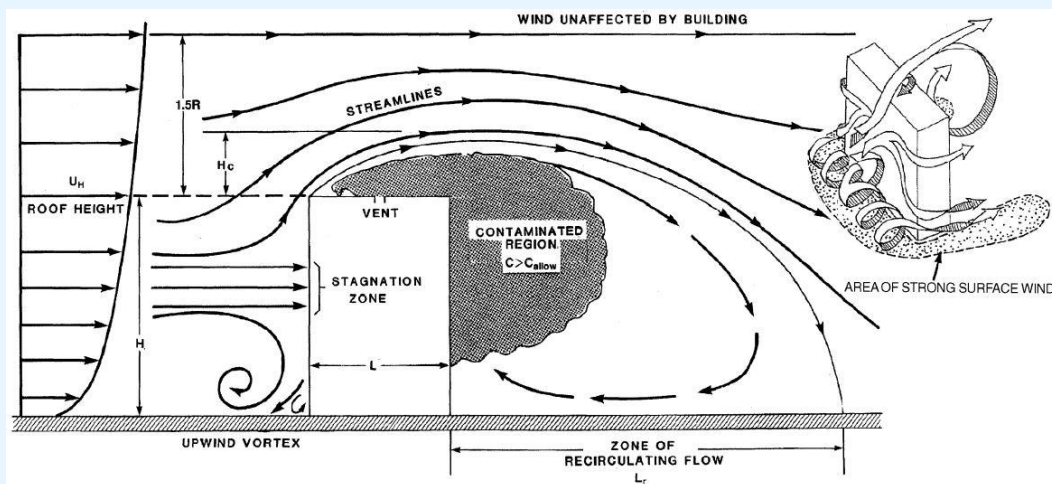 WIND UNAFFECTED BY BUILDING
1.5R
STREAMLINES
Hc
UH
ROOF HEIGHT
VENT
CONTAMINATED
REGION
C>Callow
STAGNATION
ZONE
AREA OF STRONG SURFACE WIND
H
L
UPWIND VORTEX
ZONE OF
RECIRCULATING FLOW
Lr